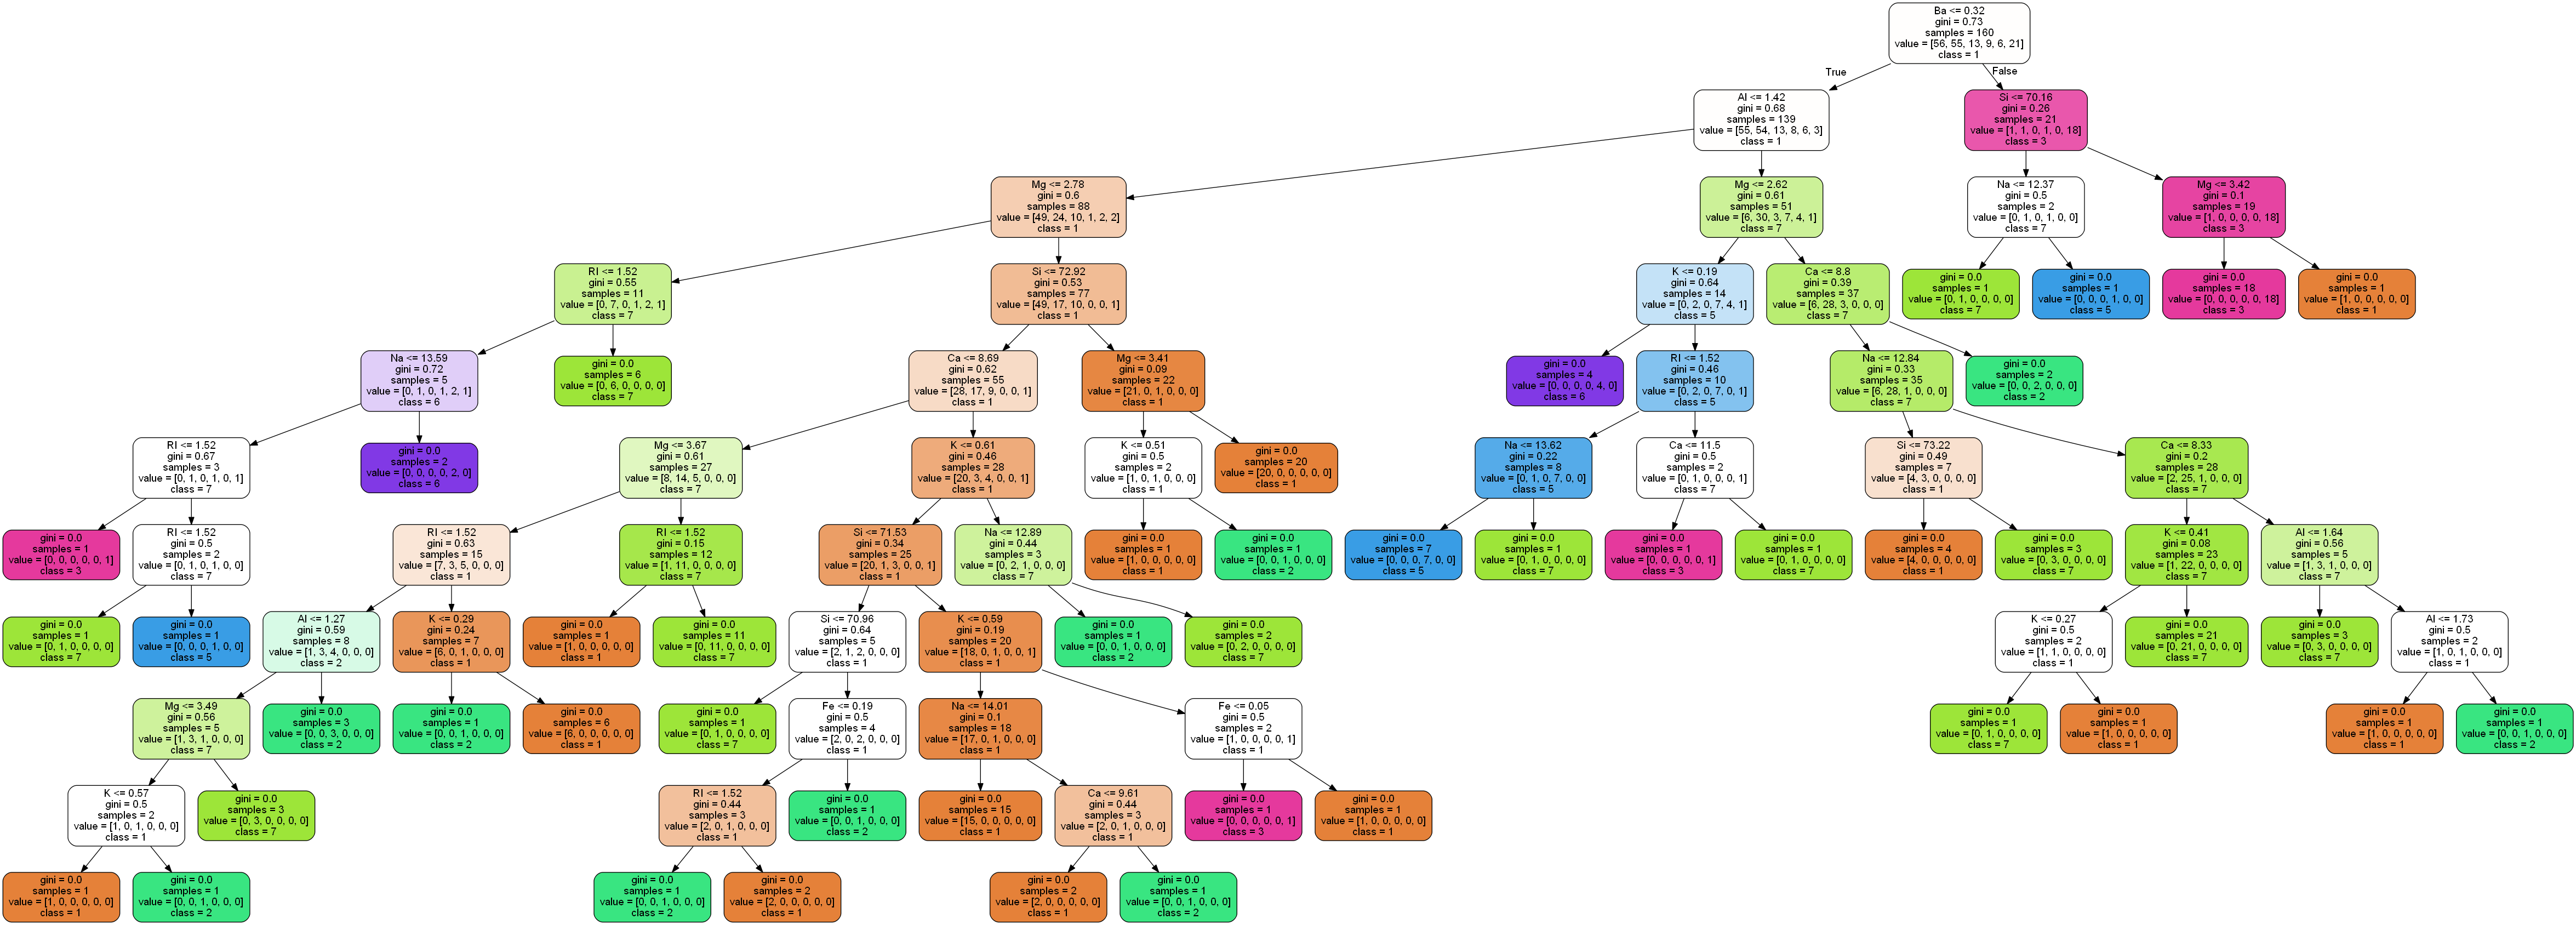 Ba <= 0.32
gini = 0.73
samples = 160
value = [56, 55, 13, 9, 6, 21]
class = 1
True
False
Al <= 1.42
gini = 0.68
samples = 139
value = [55, 54, 13, 8, 6, 3]
class = 1
Si <= 70.16
gini = 0.26
samples = 21
value = [1, 1, 0, 1, 0, 18]
class = 3
Mg <= 2.78
gini = 0.6
samples = 88
value = [49, 24, 10, 1, 2, 2]
class = 1
Mg <= 2.62
gini = 0.61
samples = 51
value = [6, 30, 3, 7, 4, 1]
class = 7
Na <= 12.37
gini = 0.5
samples = 2
value = [0, 1, 0, 1, 0, 0]
class = 7
Mg <= 3.42
gini = 0.1
samples = 19
value = [1, 0, 0, 0, 0, 18]
class = 3
RI <= 1.52
gini = 0.55
samples = 11
value = [0, 7, 0, 1, 2, 1]
class = 7
Si <= 72.92
gini = 0.53
samples = 77
value = [49, 17, 10, 0, 0, 1]
class = 1
K <= 0.19
gini = 0.64
samples = 14
value = [0, 2, 0, 7, 4, 1]
class = 5
Ca <= 8.8
gini = 0.39
samples = 37
value = [6, 28, 3, 0, 0, 0]
class = 7
gini = 0.0
samples = 1
value = [0, 1, 0, 0, 0, 0]
class = 7
gini = 0.0
samples = 1
value = [0, 0, 0, 1, 0, 0]
class = 5
gini = 0.0
samples = 18
value = [0, 0, 0, 0, 0, 18]
class = 3
gini = 0.0
samples = 1
value = [1, 0, 0, 0, 0, 0]
class = 1
Na <= 13.59
gini = 0.72
samples = 5
value = [0, 1, 0, 1, 2, 1]
class = 6
gini = 0.0
samples = 6
value = [0, 6, 0, 0, 0, 0]
class = 7
Ca <= 8.69
gini = 0.62
samples = 55
value = [28, 17, 9, 0, 0, 1]
class = 1
Mg <= 3.41
gini = 0.09
samples = 22
value = [21, 0, 1, 0, 0, 0]
class = 1
gini = 0.0
samples = 4
value = [0, 0, 0, 0, 4, 0]
class = 6
RI <= 1.52
gini = 0.46
samples = 10
value = [0, 2, 0, 7, 0, 1]
class = 5
Na <= 12.84
gini = 0.33
samples = 35
value = [6, 28, 1, 0, 0, 0]
class = 7
gini = 0.0
samples = 2
value = [0, 0, 2, 0, 0, 0]
class = 2
RI <= 1.52
gini = 0.67
samples = 3
value = [0, 1, 0, 1, 0, 1]
class = 7
gini = 0.0
samples = 2
value = [0, 0, 0, 0, 2, 0]
class = 6
Mg <= 3.67
gini = 0.61
samples = 27
value = [8, 14, 5, 0, 0, 0]
class = 7
K <= 0.61
gini = 0.46
samples = 28
value = [20, 3, 4, 0, 0, 1]
class = 1
K <= 0.51
gini = 0.5
samples = 2
value = [1, 0, 1, 0, 0, 0]
class = 1
gini = 0.0
samples = 20
value = [20, 0, 0, 0, 0, 0]
class = 1
Na <= 13.62
gini = 0.22
samples = 8
value = [0, 1, 0, 7, 0, 0]
class = 5
Ca <= 11.5
gini = 0.5
samples = 2
value = [0, 1, 0, 0, 0, 1]
class = 7
Si <= 73.22
gini = 0.49
samples = 7
value = [4, 3, 0, 0, 0, 0]
class = 1
Ca <= 8.33
gini = 0.2
samples = 28
value = [2, 25, 1, 0, 0, 0]
class = 7
gini = 0.0
samples = 1
value = [0, 0, 0, 0, 0, 1]
class = 3
RI <= 1.52
gini = 0.5
samples = 2
value = [0, 1, 0, 1, 0, 0]
class = 7
RI <= 1.52
gini = 0.63
samples = 15
value = [7, 3, 5, 0, 0, 0]
class = 1
RI <= 1.52
gini = 0.15
samples = 12
value = [1, 11, 0, 0, 0, 0]
class = 7
Si <= 71.53
gini = 0.34
samples = 25
value = [20, 1, 3, 0, 0, 1]
class = 1
Na <= 12.89
gini = 0.44
samples = 3
value = [0, 2, 1, 0, 0, 0]
class = 7
gini = 0.0
samples = 1
value = [1, 0, 0, 0, 0, 0]
class = 1
gini = 0.0
samples = 1
value = [0, 0, 1, 0, 0, 0]
class = 2
gini = 0.0
samples = 7
value = [0, 0, 0, 7, 0, 0]
class = 5
gini = 0.0
samples = 1
value = [0, 1, 0, 0, 0, 0]
class = 7
gini = 0.0
samples = 1
value = [0, 0, 0, 0, 0, 1]
class = 3
gini = 0.0
samples = 1
value = [0, 1, 0, 0, 0, 0]
class = 7
gini = 0.0
samples = 4
value = [4, 0, 0, 0, 0, 0]
class = 1
gini = 0.0
samples = 3
value = [0, 3, 0, 0, 0, 0]
class = 7
K <= 0.41
gini = 0.08
samples = 23
value = [1, 22, 0, 0, 0, 0]
class = 7
Al <= 1.64
gini = 0.56
samples = 5
value = [1, 3, 1, 0, 0, 0]
class = 7
gini = 0.0
samples = 1
value = [0, 1, 0, 0, 0, 0]
class = 7
gini = 0.0
samples = 1
value = [0, 0, 0, 1, 0, 0]
class = 5
Al <= 1.27
gini = 0.59
samples = 8
value = [1, 3, 4, 0, 0, 0]
class = 2
K <= 0.29
gini = 0.24
samples = 7
value = [6, 0, 1, 0, 0, 0]
class = 1
gini = 0.0
samples = 1
value = [1, 0, 0, 0, 0, 0]
class = 1
gini = 0.0
samples = 11
value = [0, 11, 0, 0, 0, 0]
class = 7
Si <= 70.96
gini = 0.64
samples = 5
value = [2, 1, 2, 0, 0, 0]
class = 1
K <= 0.59
gini = 0.19
samples = 20
value = [18, 0, 1, 0, 0, 1]
class = 1
gini = 0.0
samples = 1
value = [0, 0, 1, 0, 0, 0]
class = 2
gini = 0.0
samples = 2
value = [0, 2, 0, 0, 0, 0]
class = 7
K <= 0.27
gini = 0.5
samples = 2
value = [1, 1, 0, 0, 0, 0]
class = 1
gini = 0.0
samples = 21
value = [0, 21, 0, 0, 0, 0]
class = 7
gini = 0.0
samples = 3
value = [0, 3, 0, 0, 0, 0]
class = 7
Al <= 1.73
gini = 0.5
samples = 2
value = [1, 0, 1, 0, 0, 0]
class = 1
Mg <= 3.49
gini = 0.56
samples = 5
value = [1, 3, 1, 0, 0, 0]
class = 7
gini = 0.0
samples = 3
value = [0, 0, 3, 0, 0, 0]
class = 2
gini = 0.0
samples = 1
value = [0, 0, 1, 0, 0, 0]
class = 2
gini = 0.0
samples = 6
value = [6, 0, 0, 0, 0, 0]
class = 1
gini = 0.0
samples = 1
value = [0, 1, 0, 0, 0, 0]
class = 7
Fe <= 0.19
gini = 0.5
samples = 4
value = [2, 0, 2, 0, 0, 0]
class = 1
Na <= 14.01
gini = 0.1
samples = 18
value = [17, 0, 1, 0, 0, 0]
class = 1
Fe <= 0.05
gini = 0.5
samples = 2
value = [1, 0, 0, 0, 0, 1]
class = 1
gini = 0.0
samples = 1
value = [0, 1, 0, 0, 0, 0]
class = 7
gini = 0.0
samples = 1
value = [1, 0, 0, 0, 0, 0]
class = 1
gini = 0.0
samples = 1
value = [1, 0, 0, 0, 0, 0]
class = 1
gini = 0.0
samples = 1
value = [0, 0, 1, 0, 0, 0]
class = 2
K <= 0.57
gini = 0.5
samples = 2
value = [1, 0, 1, 0, 0, 0]
class = 1
gini = 0.0
samples = 3
value = [0, 3, 0, 0, 0, 0]
class = 7
RI <= 1.52
gini = 0.44
samples = 3
value = [2, 0, 1, 0, 0, 0]
class = 1
gini = 0.0
samples = 1
value = [0, 0, 1, 0, 0, 0]
class = 2
gini = 0.0
samples = 15
value = [15, 0, 0, 0, 0, 0]
class = 1
Ca <= 9.61
gini = 0.44
samples = 3
value = [2, 0, 1, 0, 0, 0]
class = 1
gini = 0.0
samples = 1
value = [0, 0, 0, 0, 0, 1]
class = 3
gini = 0.0
samples = 1
value = [1, 0, 0, 0, 0, 0]
class = 1
gini = 0.0
samples = 1
value = [1, 0, 0, 0, 0, 0]
class = 1
gini = 0.0
samples = 1
value = [0, 0, 1, 0, 0, 0]
class = 2
gini = 0.0
samples = 1
value = [0, 0, 1, 0, 0, 0]
class = 2
gini = 0.0
samples = 2
value = [2, 0, 0, 0, 0, 0]
class = 1
gini = 0.0
samples = 2
value = [2, 0, 0, 0, 0, 0]
class = 1
gini = 0.0
samples = 1
value = [0, 0, 1, 0, 0, 0]
class = 2